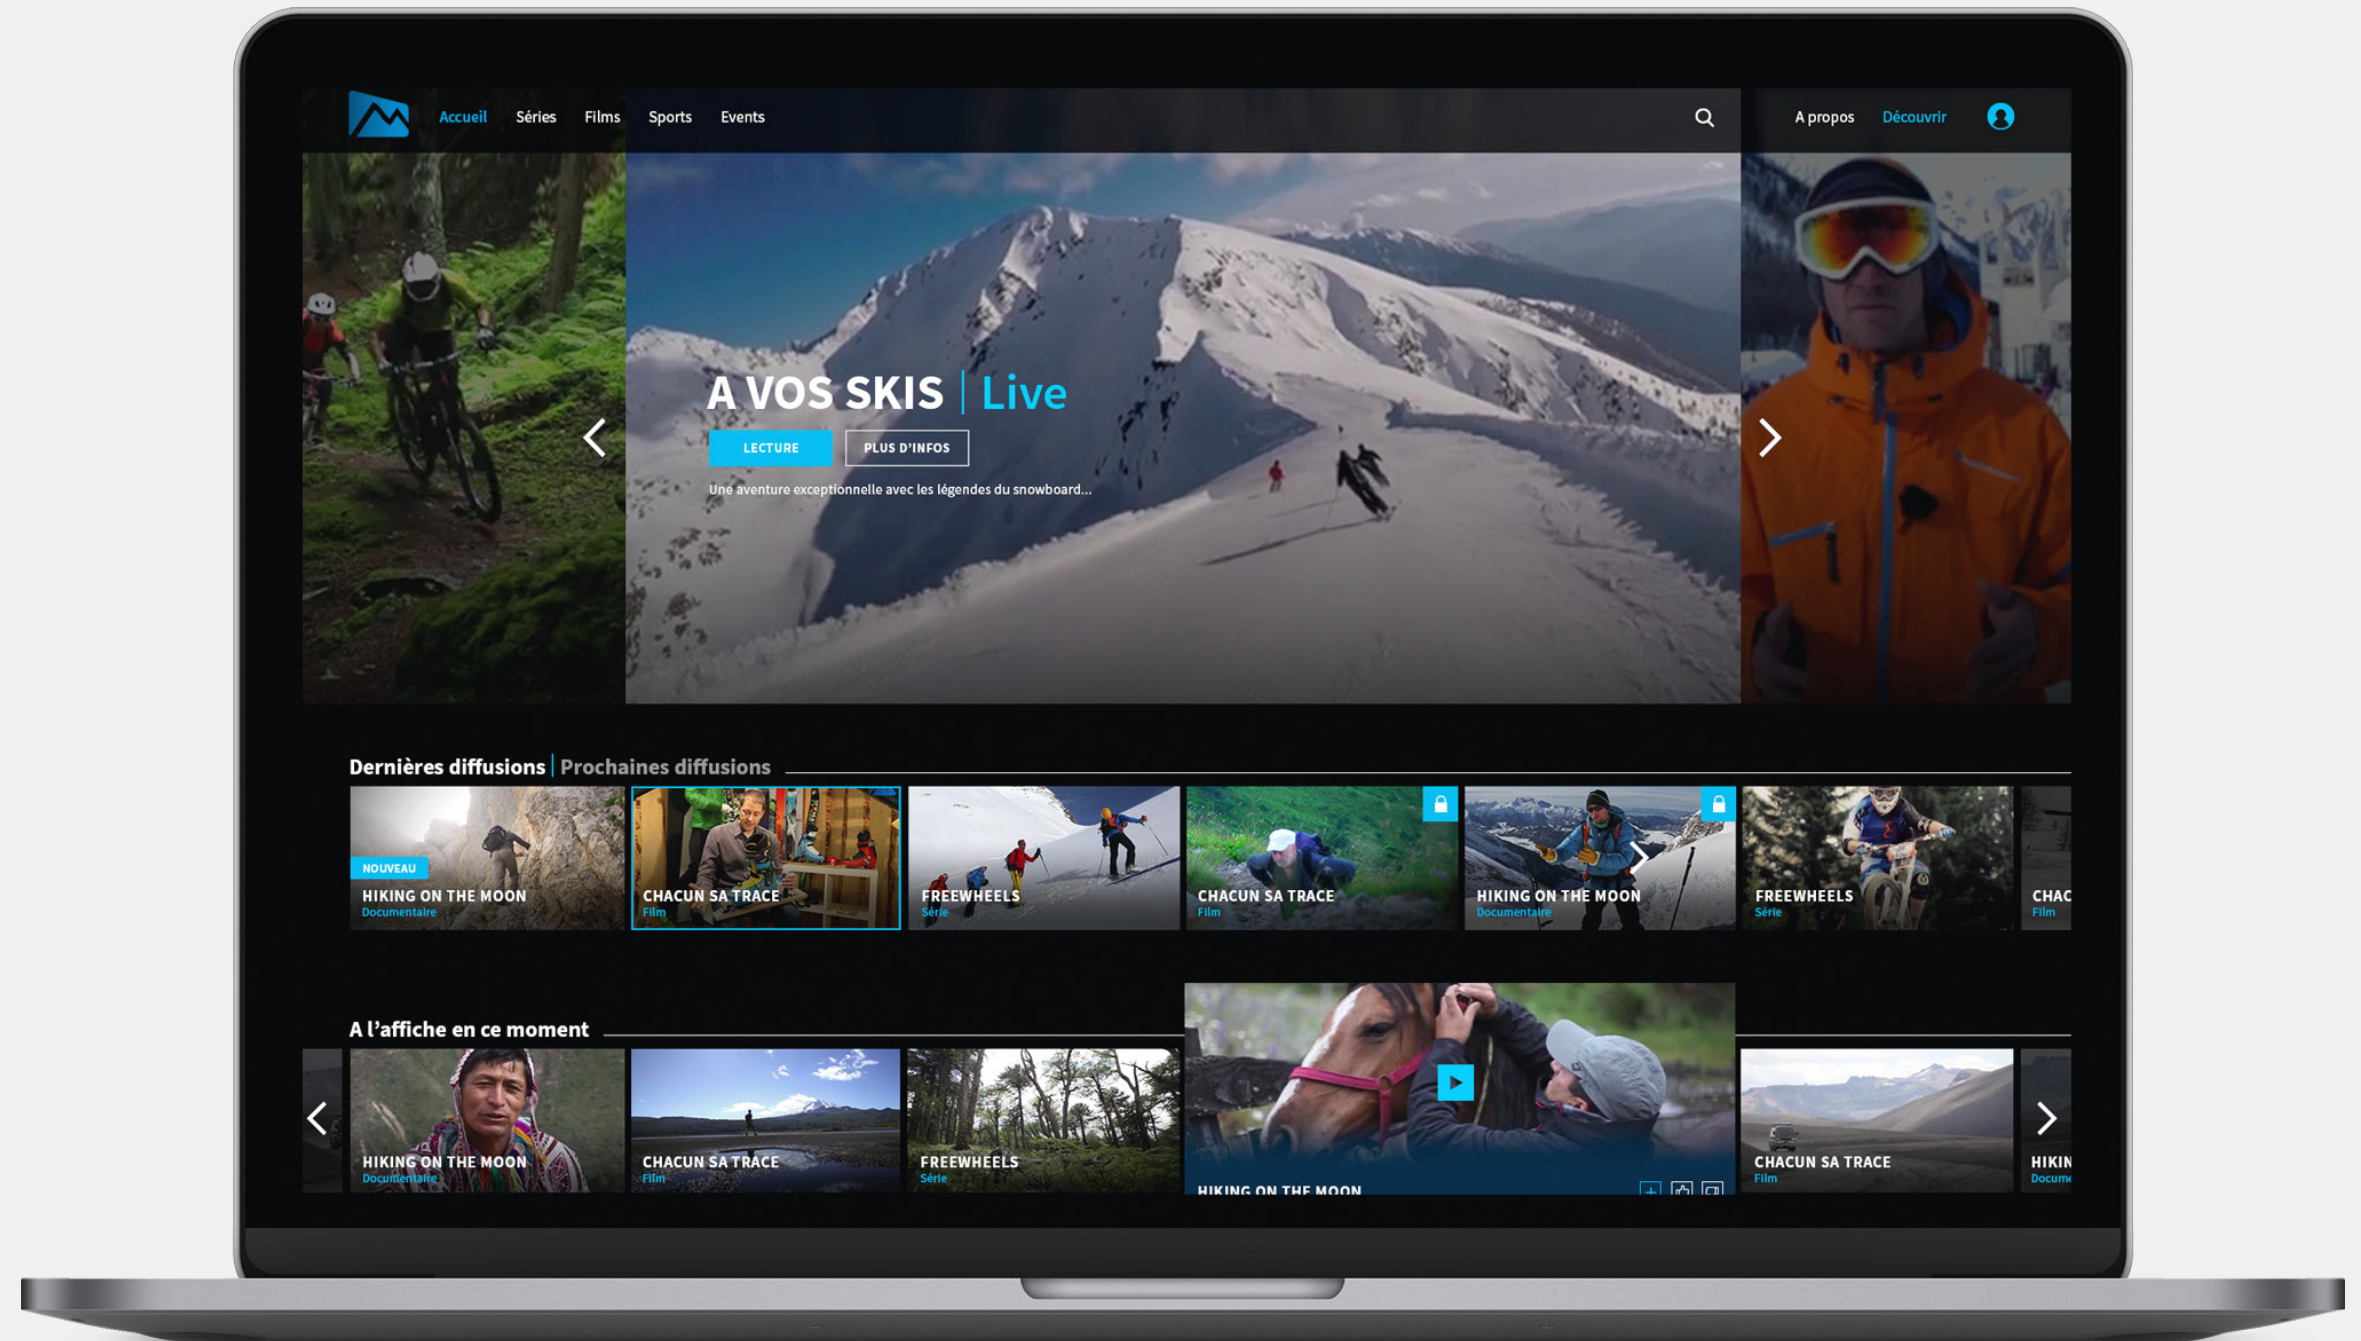 Accueil Séries Films Sports Events A propos Découvrir
A VOS SKIS | Live
LECTURE PLUS D'INFOS
Une aventure exceptionnelle avec les légendes du snowboard...
Dernières diffusions | Prochaines diffusions
NOUVEAU
HIKING ON THE MOON
Documentaire
CHACUN SA TRACE
Film
FREEWHEELS
Série
CHACUN SA TRACE
Film
HIKING ON THE MOON
Documentaire
FREEWHEELS
Série
CHAC
Film
A l'affiche en ce moment
HIKING ON THE MOON
Documentaire
CHACUN SA TRACE
Film
FREEWHEELS
Série
HIKING ON THE MOON
CHACUN SA TRACE
Film
HIKIN
Docume